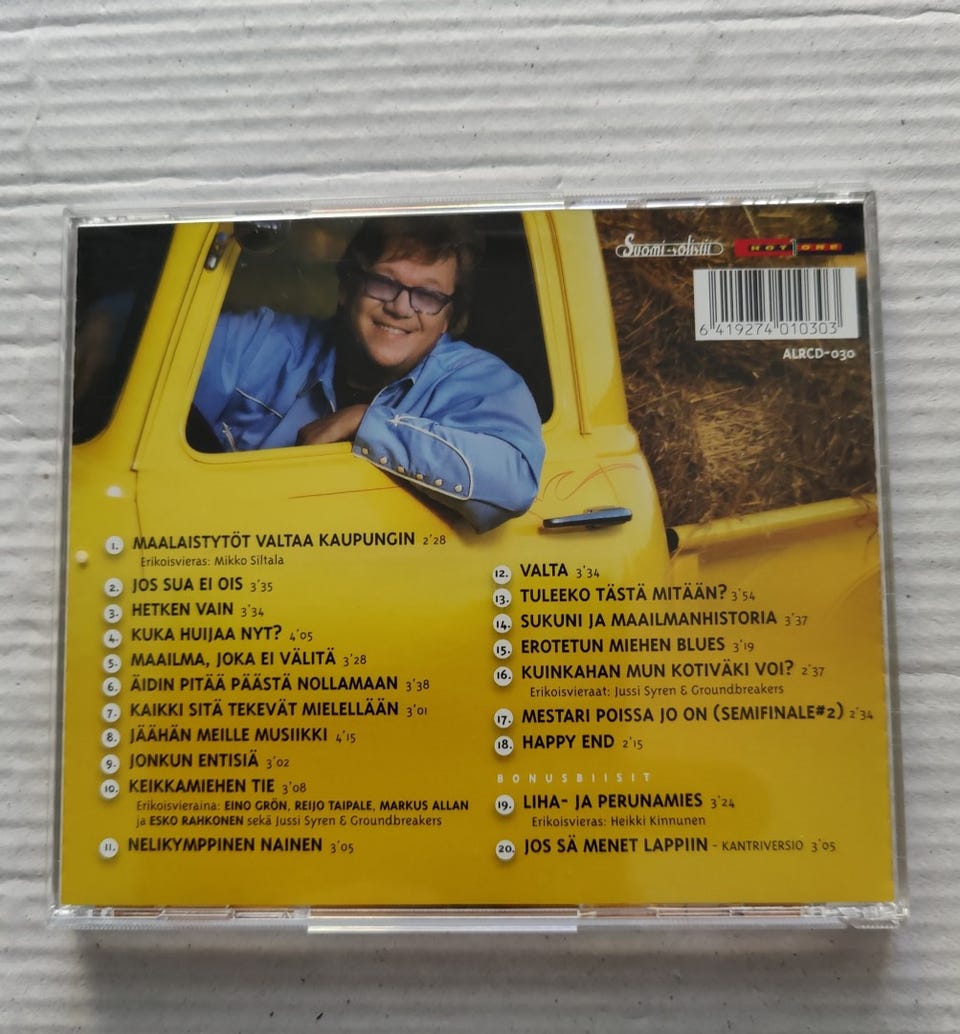 Suomi-solistit
HOT ONE
6 419274 010303
ALRCD-030
1. MAALAISTYTÖT VALTAA KAUPUNGIN 2'28
Erikoisvieras: Mikko Siltala
2. JOS SUA EI OIS 3'35
3. HETKEN VAIN 3'34
4. KUKA HUIJAA NYT? 4'05
5. MAAILMA, JOKA EI VÄLITÄ 3'28
6. ÄIDIN PITÄÄ PÄÄSTÄ NOLLAMAAN 3'38
7. KAIKKI SITÄ TEKEVÄT MIELELLÄÄN 3'01
8. JÄÄHÄN MEILLE MUSIIKKI 4'15
9. JONKUN ENTISIÄ 3'02
10. KEIKKAMIEHEN TIE 3'08
Erikoisvieraina: EINO GRÖN, REIJO TAIPALE, MARKUS ALLAN
ja ESKO RAHKONEN sekä Jussi Syren & Groundbreakers
11. NELIKYMPPINEN NAINEN 3'05
12. VALTA 3'34
13. TULEEKO TÄSTÄ MITÄÄN? 3'54
14. SUKUNI JA MAAILMANHISTORIA 3'37
15. EROTETUN MIEHEN BLUES 3'19
16. KUINKAHAN MUN KOTIVÄKI VOI? 2'37
Erikoisvieraat: Jussi Syren & Groundbreakers
17. MESTARI POISSA JO ON (SEMIFINALE#2) 2'34
18. HAPPY END 2'15
BONUSBIISIT
19. LIHA- JA PERUNAMIES 3'24
Erikoisvieras: Heikki Kinnunen
20. JOS SÄ MENET LAPPIIN - KANTRIVERSIO 3'05